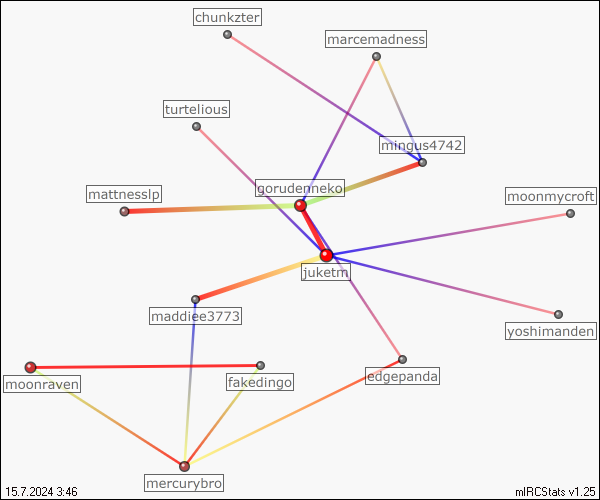 chunkzter
marcemadness
turtelious
mingus4742
gorudenneko
mattnesslp
moonmycroft
juketm
maddiee3773
yoshimanden
edgepanda
moonraven
fakedingo
mercurybro
15.7.2024 3:46
mIRCStats v1.25